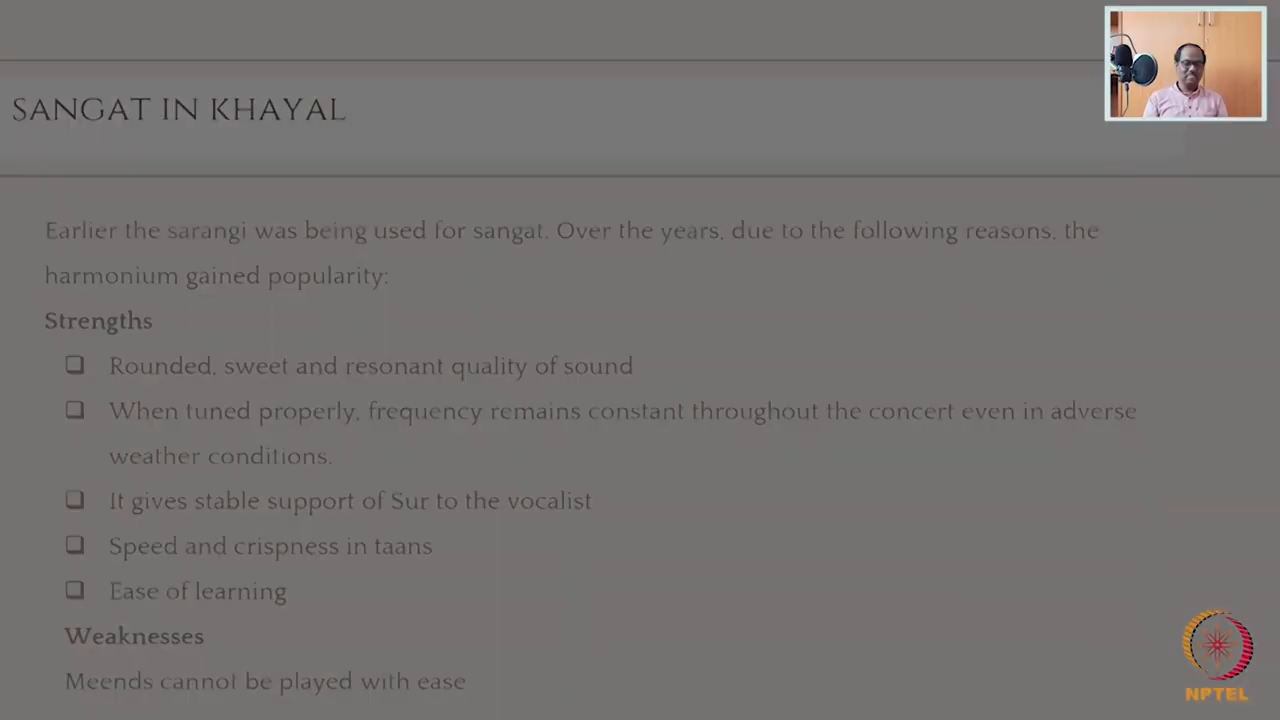 SANGAT IN KHAYAL
Earlier the sarangi was being used for sangat. Over the years, due to the following reasons, the
harmonium gained popularity:
Strengths
❑ Rounded, sweet and resonant quality of sound
❑ When tuned properly, frequency remains constant throughout the concert even in adverse
weather conditions.
❑ It gives stable support of Sur to the vocalist
❑ Speed and crispness in taans
❑ Ease of learning
Weaknesses
Meends cannot be played with ease
NPTEL